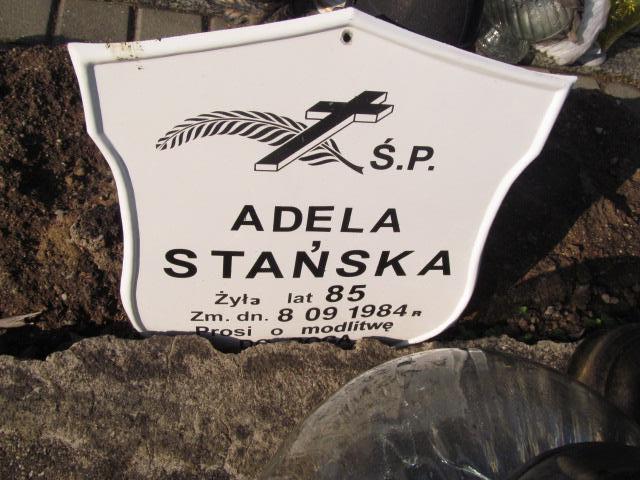 Ś.P.
ADELA
STAŃSKA
Żyła lat 85
Zm. dn. 8 09 1984 R
Prosi o modlitwę